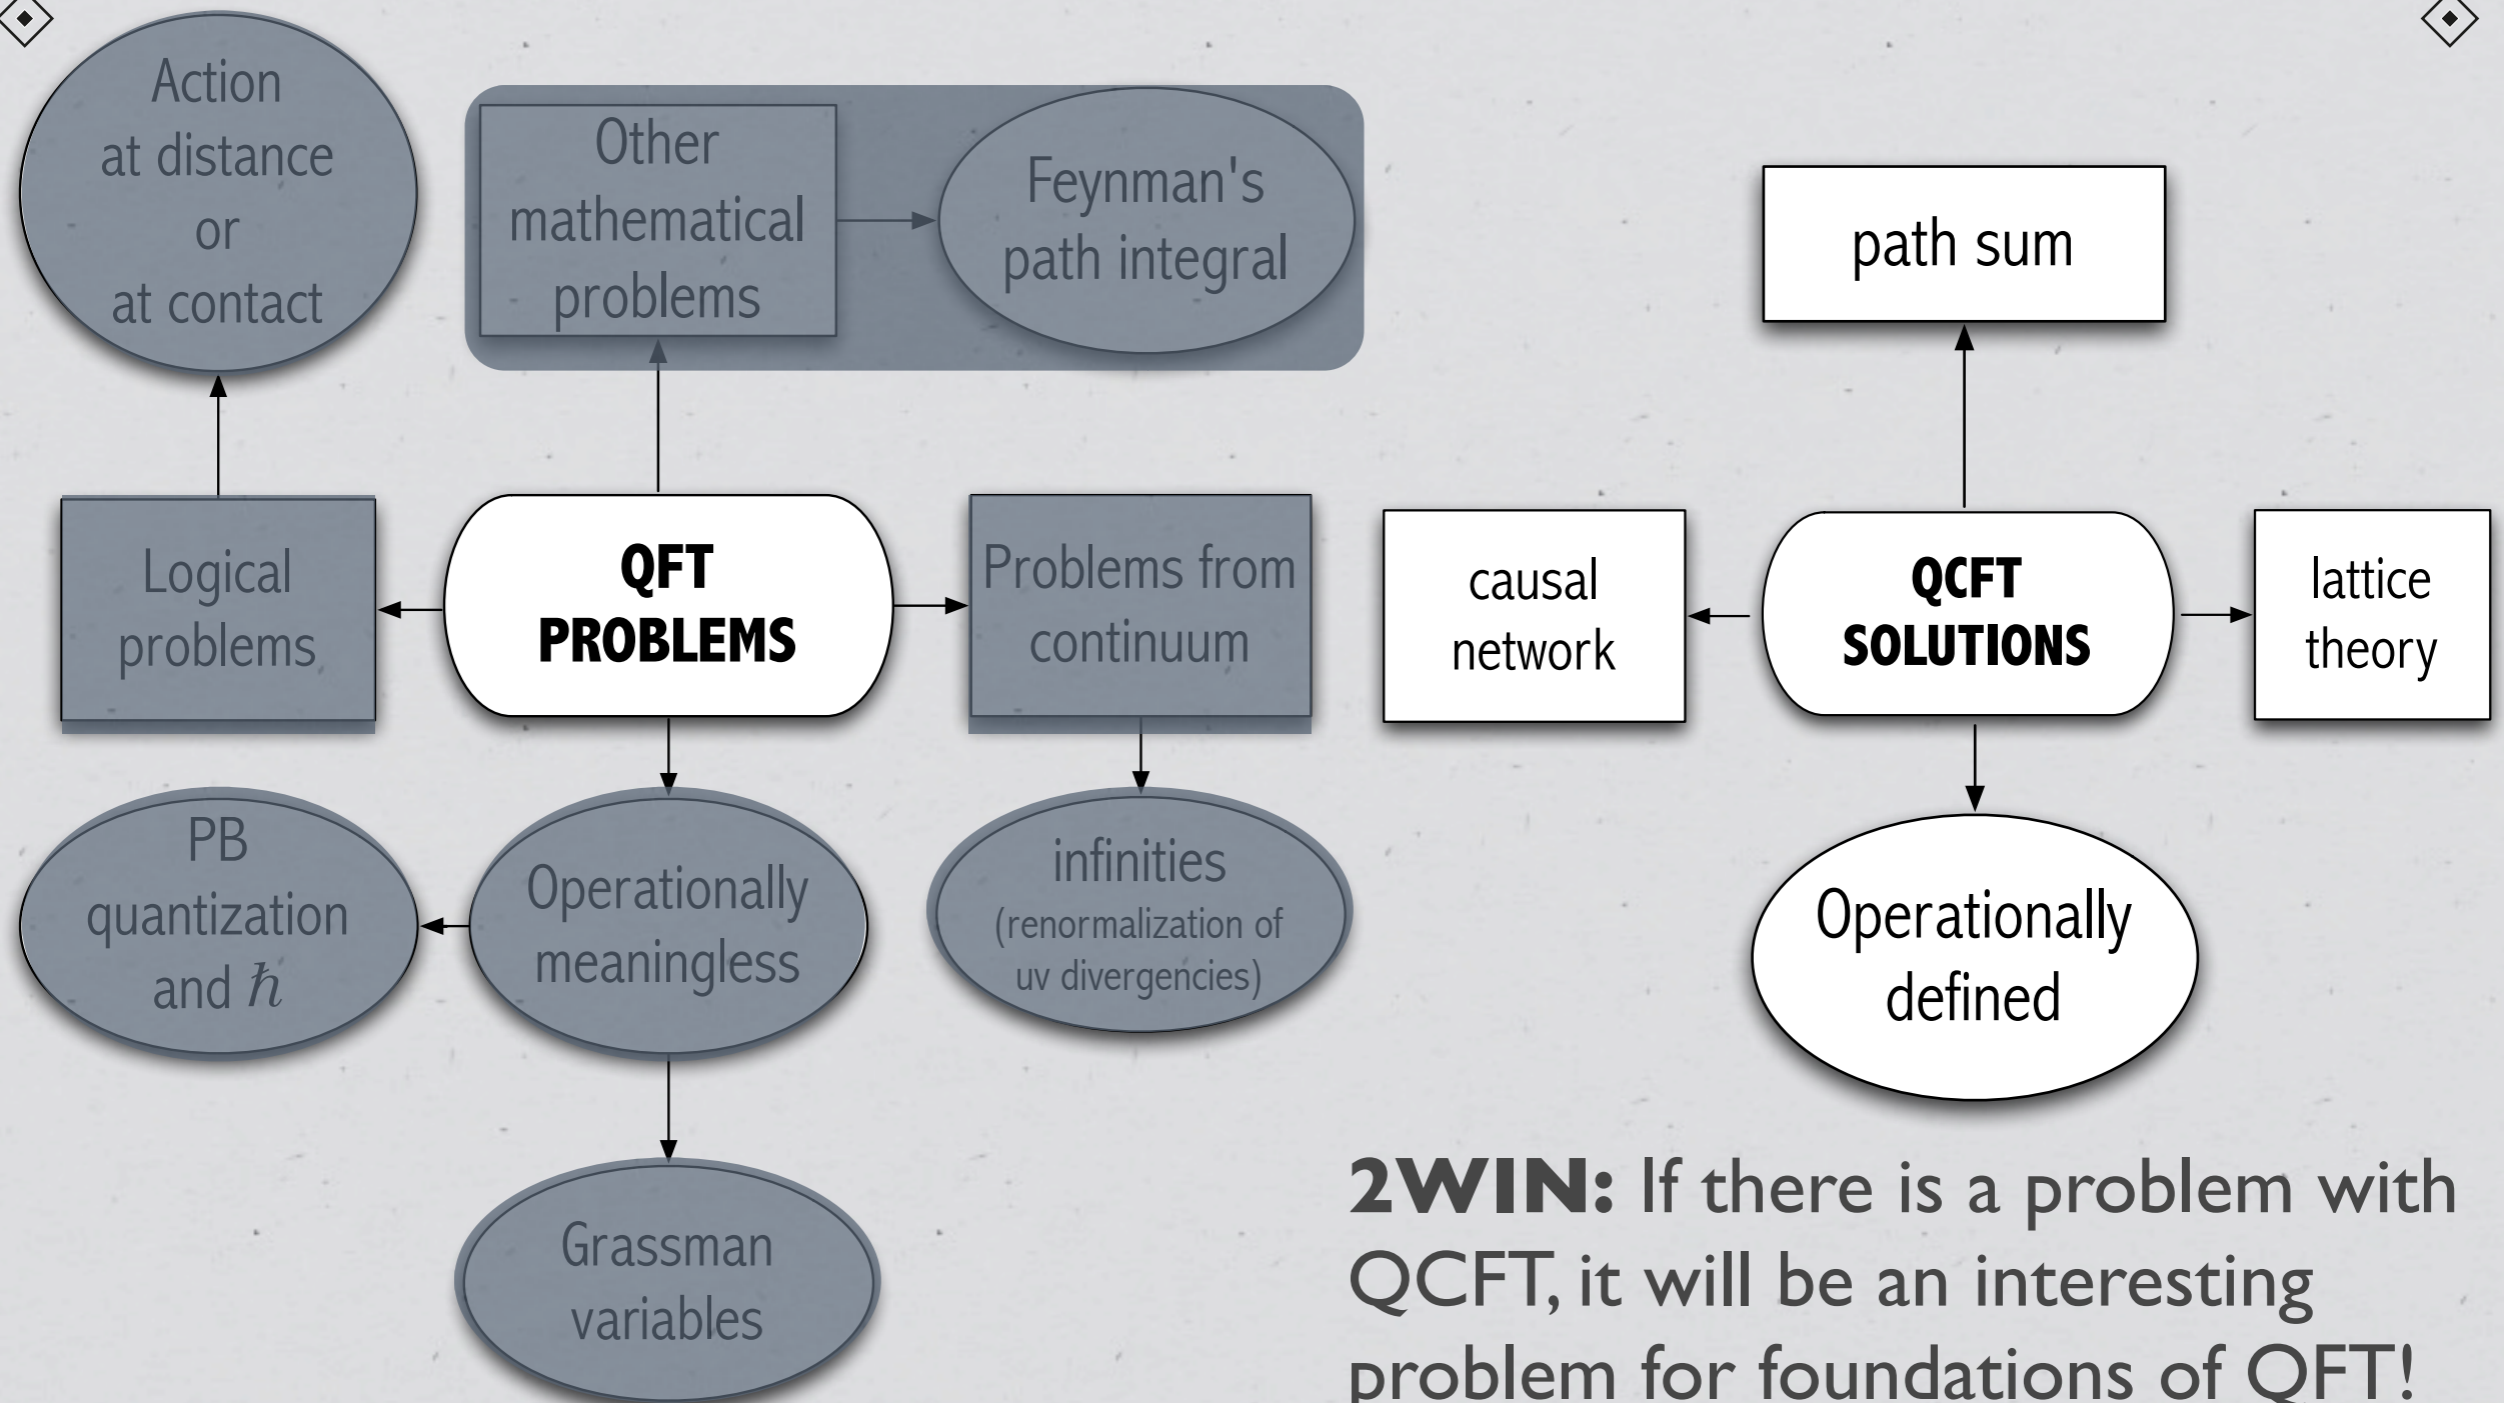 Action
at distance
or
at contact
Other
mathematical
problems
Feynman's
path integral
path sum
Logical
problems
QFT
PROBLEMS
Problems from
continuum
causal
network
QCFT
SOLUTIONS
lattice
theory
PB
quantization
and ℏ
Operationally
meaningless
infinities
(renormalization of
uv divergencies)
Operationally
defined
Grassman
variables
2WIN: If there is a problem with
QCFT, it will be an interesting
problem for foundations of QFT!